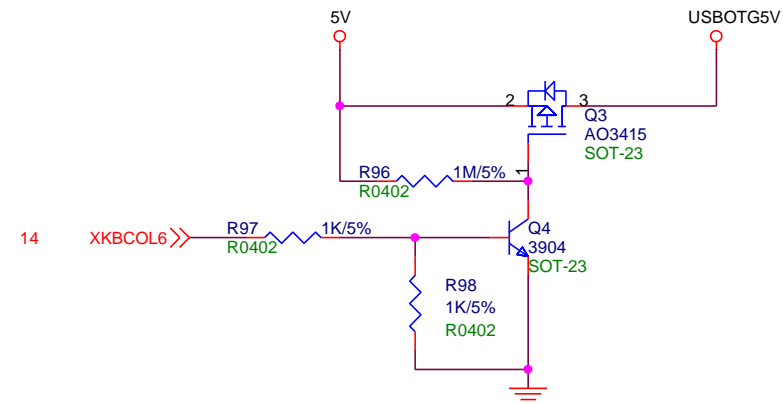 5V
USBOTG5V
2
3
Q3
AO3415
SOT-23
1
R96
1M/5%
R0402
14
XKBCOL6
R97
1K/5%
R0402
Q4
3904
SOT-23
R98
1K/5%
R0402